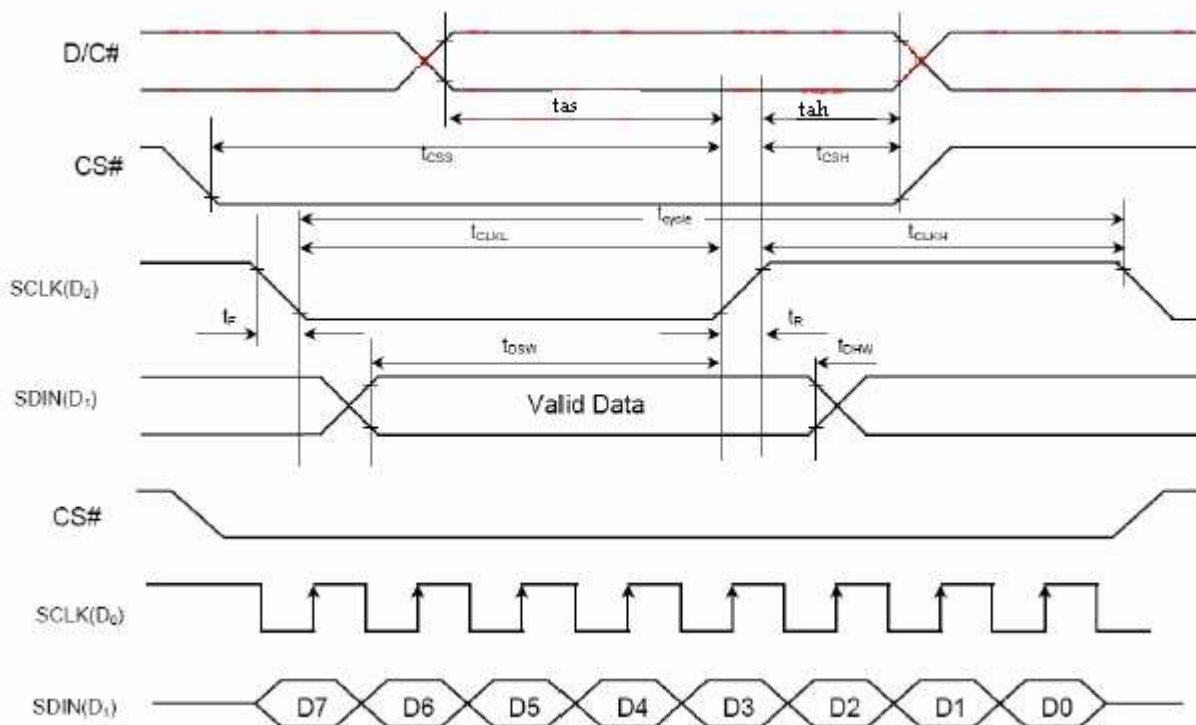 D/C#
tas
tah
CS#
tCSS
tCSH
tcycle
tCLKL
tCLKH
SCLK(D0)
tF
tR
tDSW
tDHW
SDIN(D1)
Valid Data
CS#
SCLK(D0)
SDIN(D1)
D7 D6 D5 D4 D3 D2 D1 D0